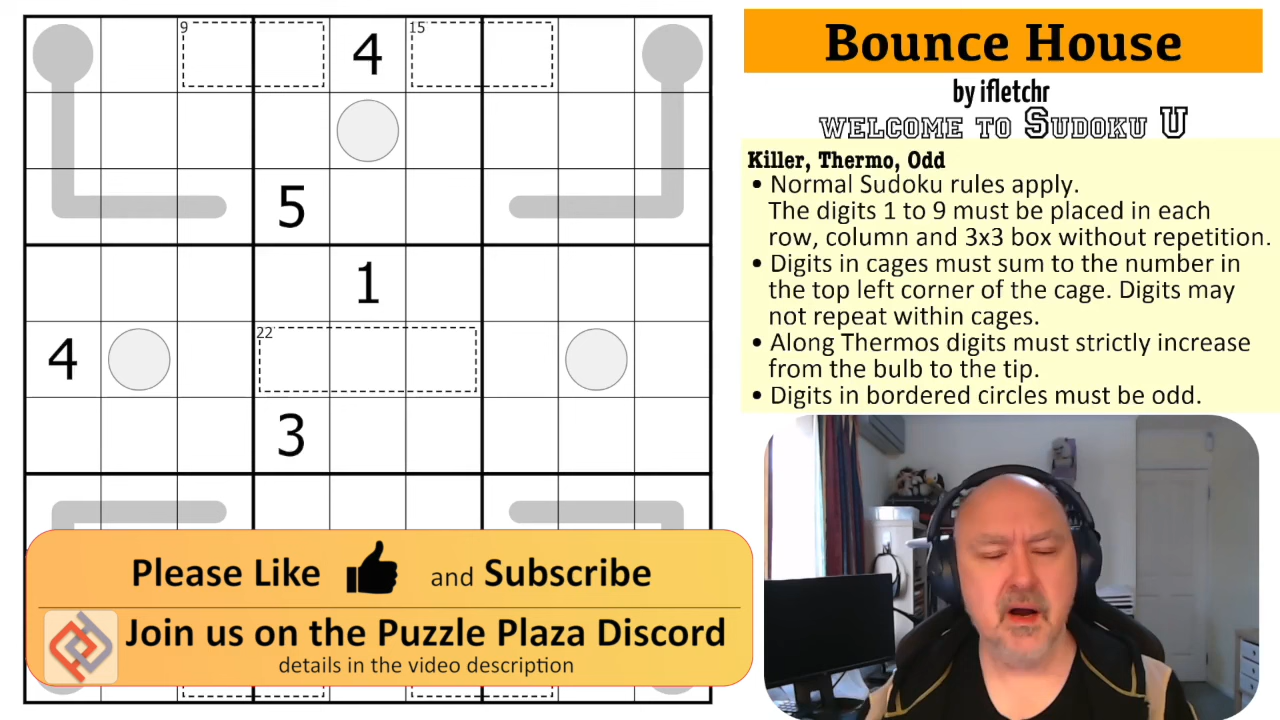 9 4 15
5
1
4 22
3
Bounce House
by ifletchr
WELCOME TO SUDOKU U
Killer, Thermo, Odd
• Normal Sudoku rules apply.
The digits 1 to 9 must be placed in each
row, column and 3x3 box without repetition.
• Digits in cages must sum to the number in
the top left corner of the cage. Digits may
not repeat within cages.
• Along Thermos digits must strictly increase
from the bulb to the tip.
• Digits in bordered circles must be odd.
Please Like and Subscribe
Join us on the Puzzle Plaza Discord
details in the video description